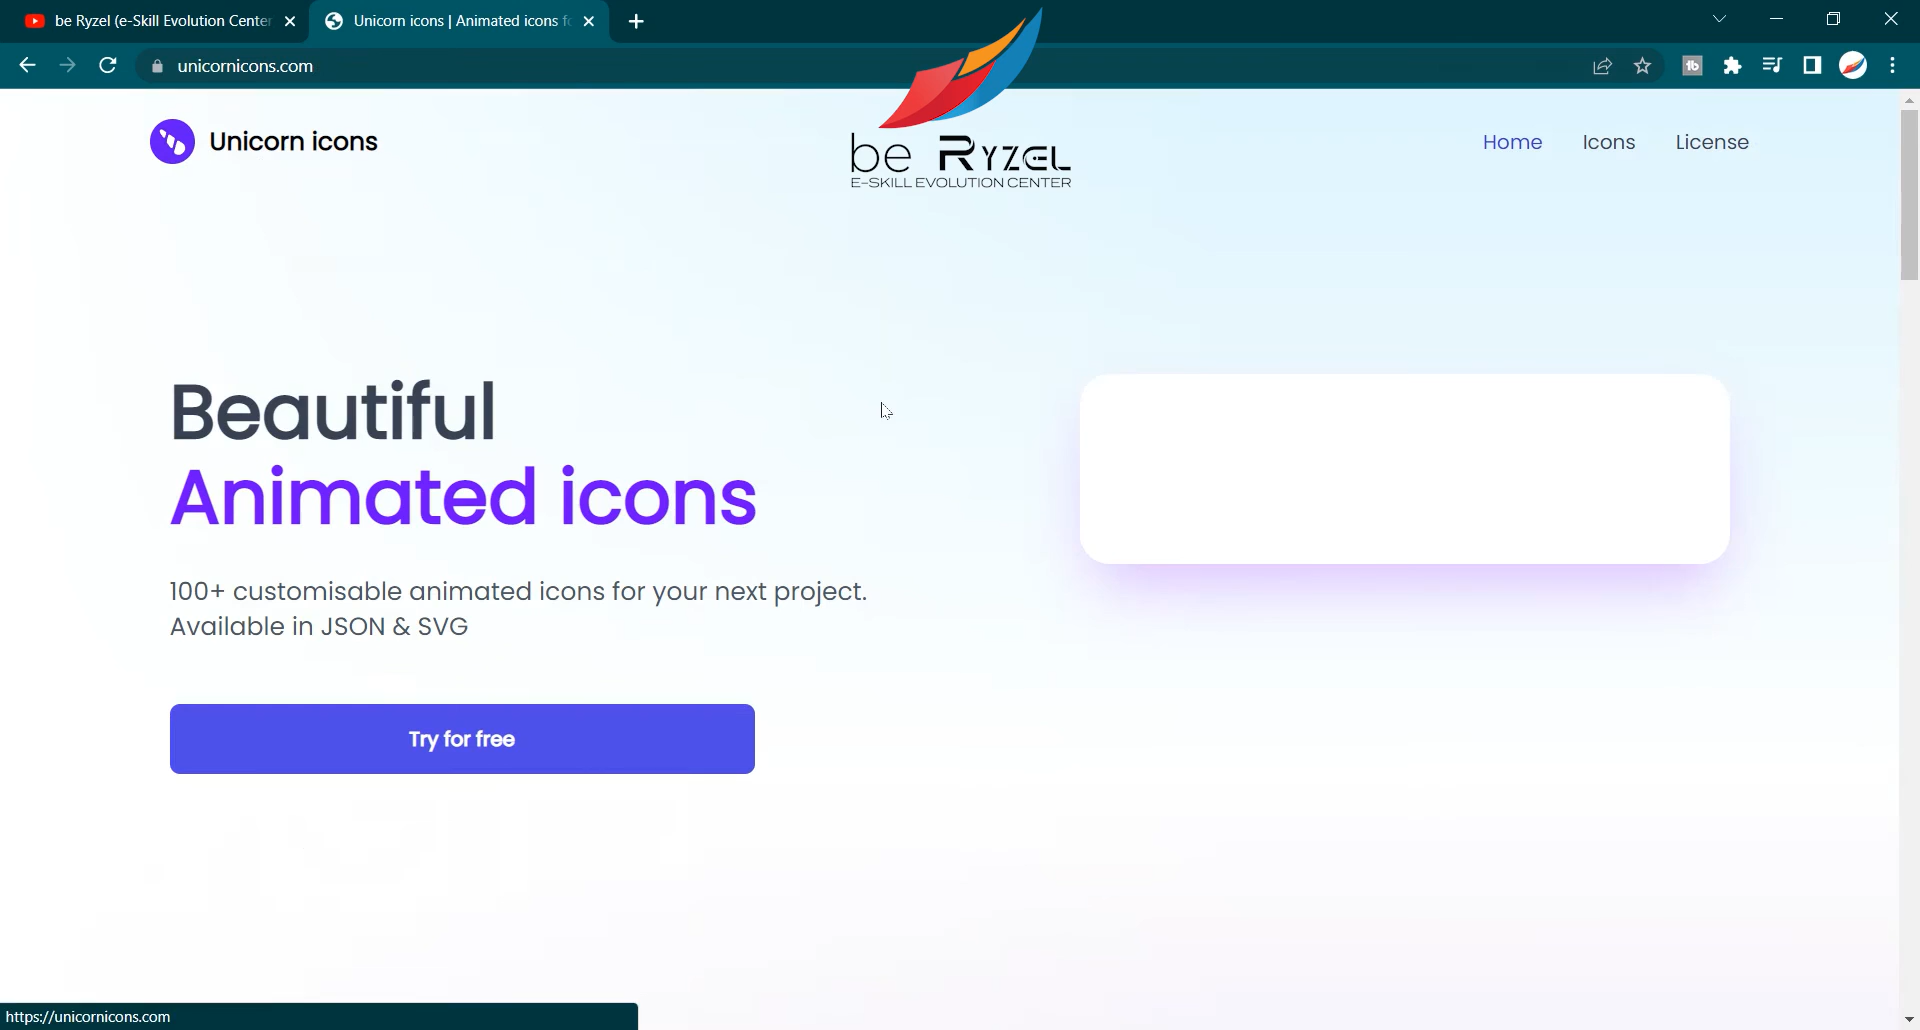 be Ryzel (e-Skill Evolution Center
Unicorn icons | Animated icons fo
unicornicons.com
Unicorn icons
be RYZEL
E-SKILL EVOLUTION CENTER
Home
Icons
License
Beautiful
Animated icons
100+ customisable animated icons for your next project.
Available in JSON & SVG
Try for free
https://unicornicons.com